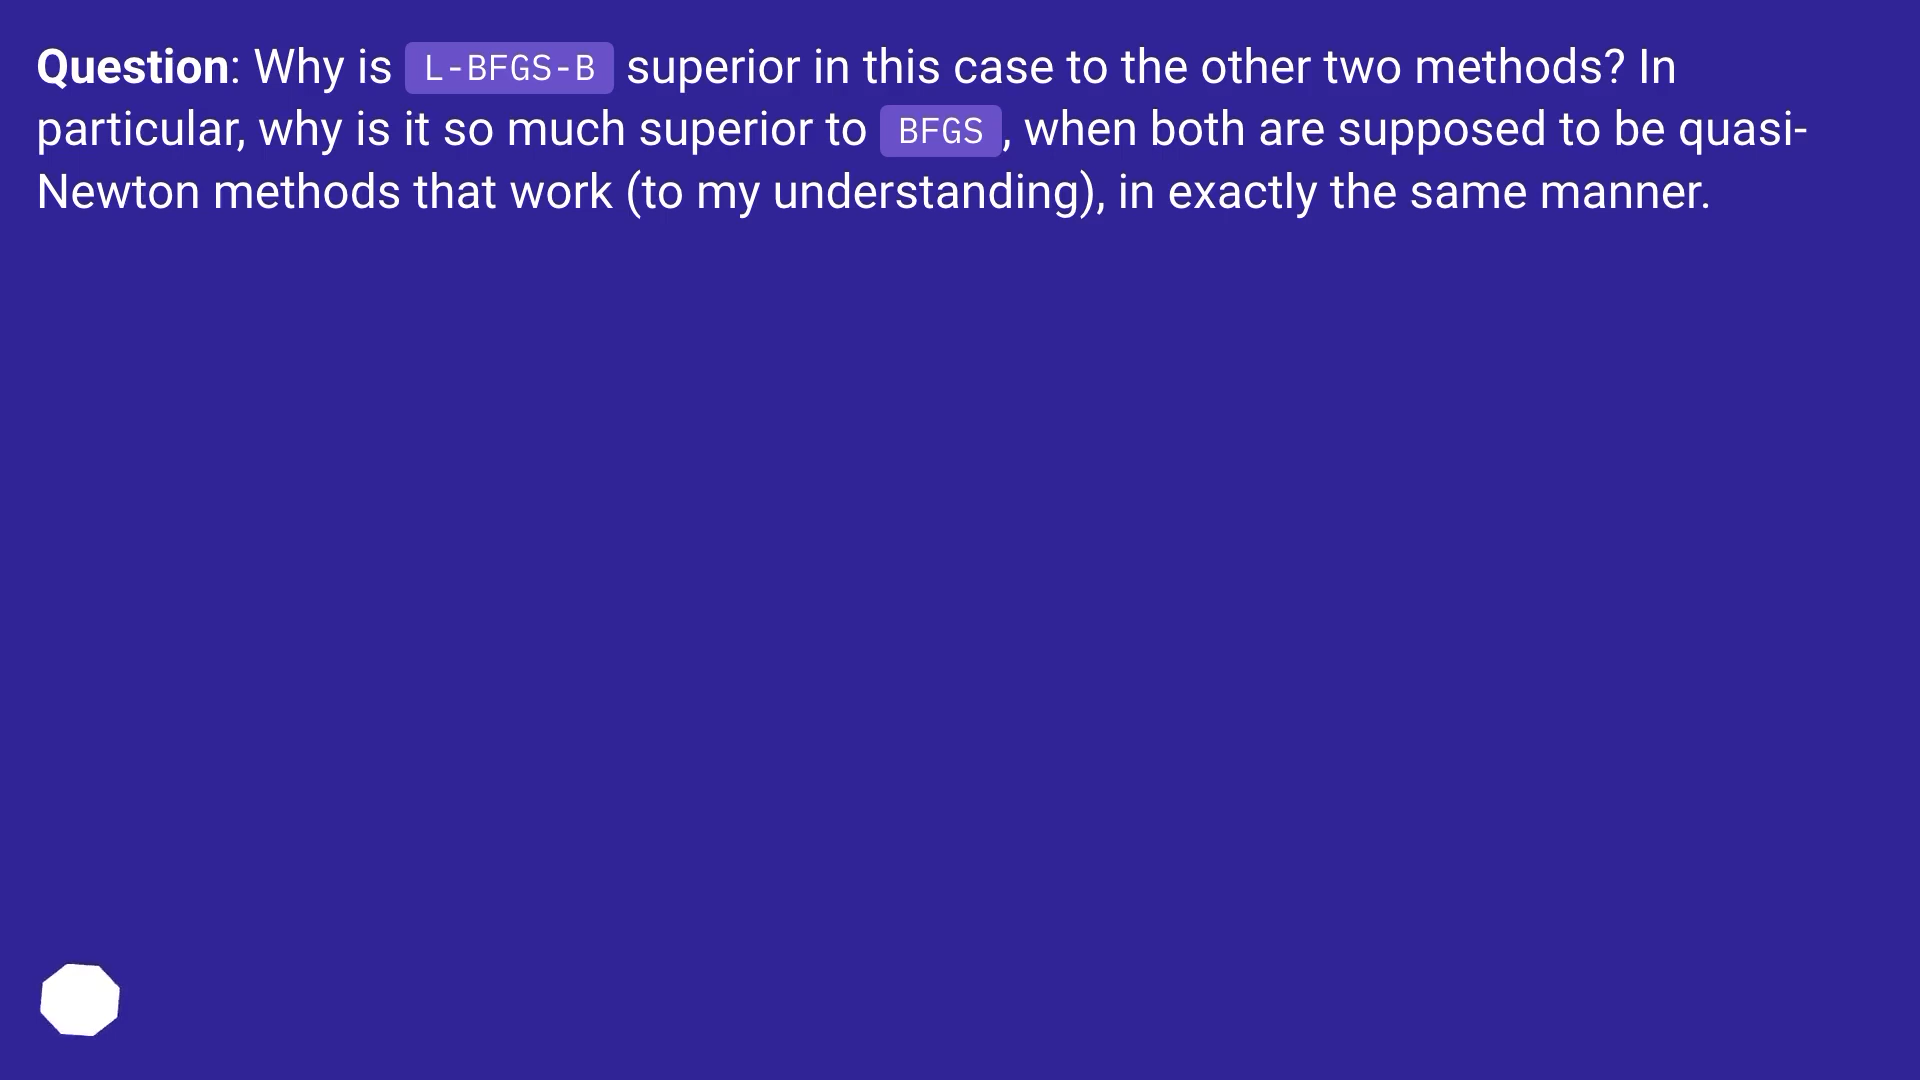 Question: Why is L-BFGS-B superior in this case to the other two methods? In
particular, why is it so much superior to BFGS, when both are supposed to be quasi-
Newton methods that work (to my understanding), in exactly the same manner.